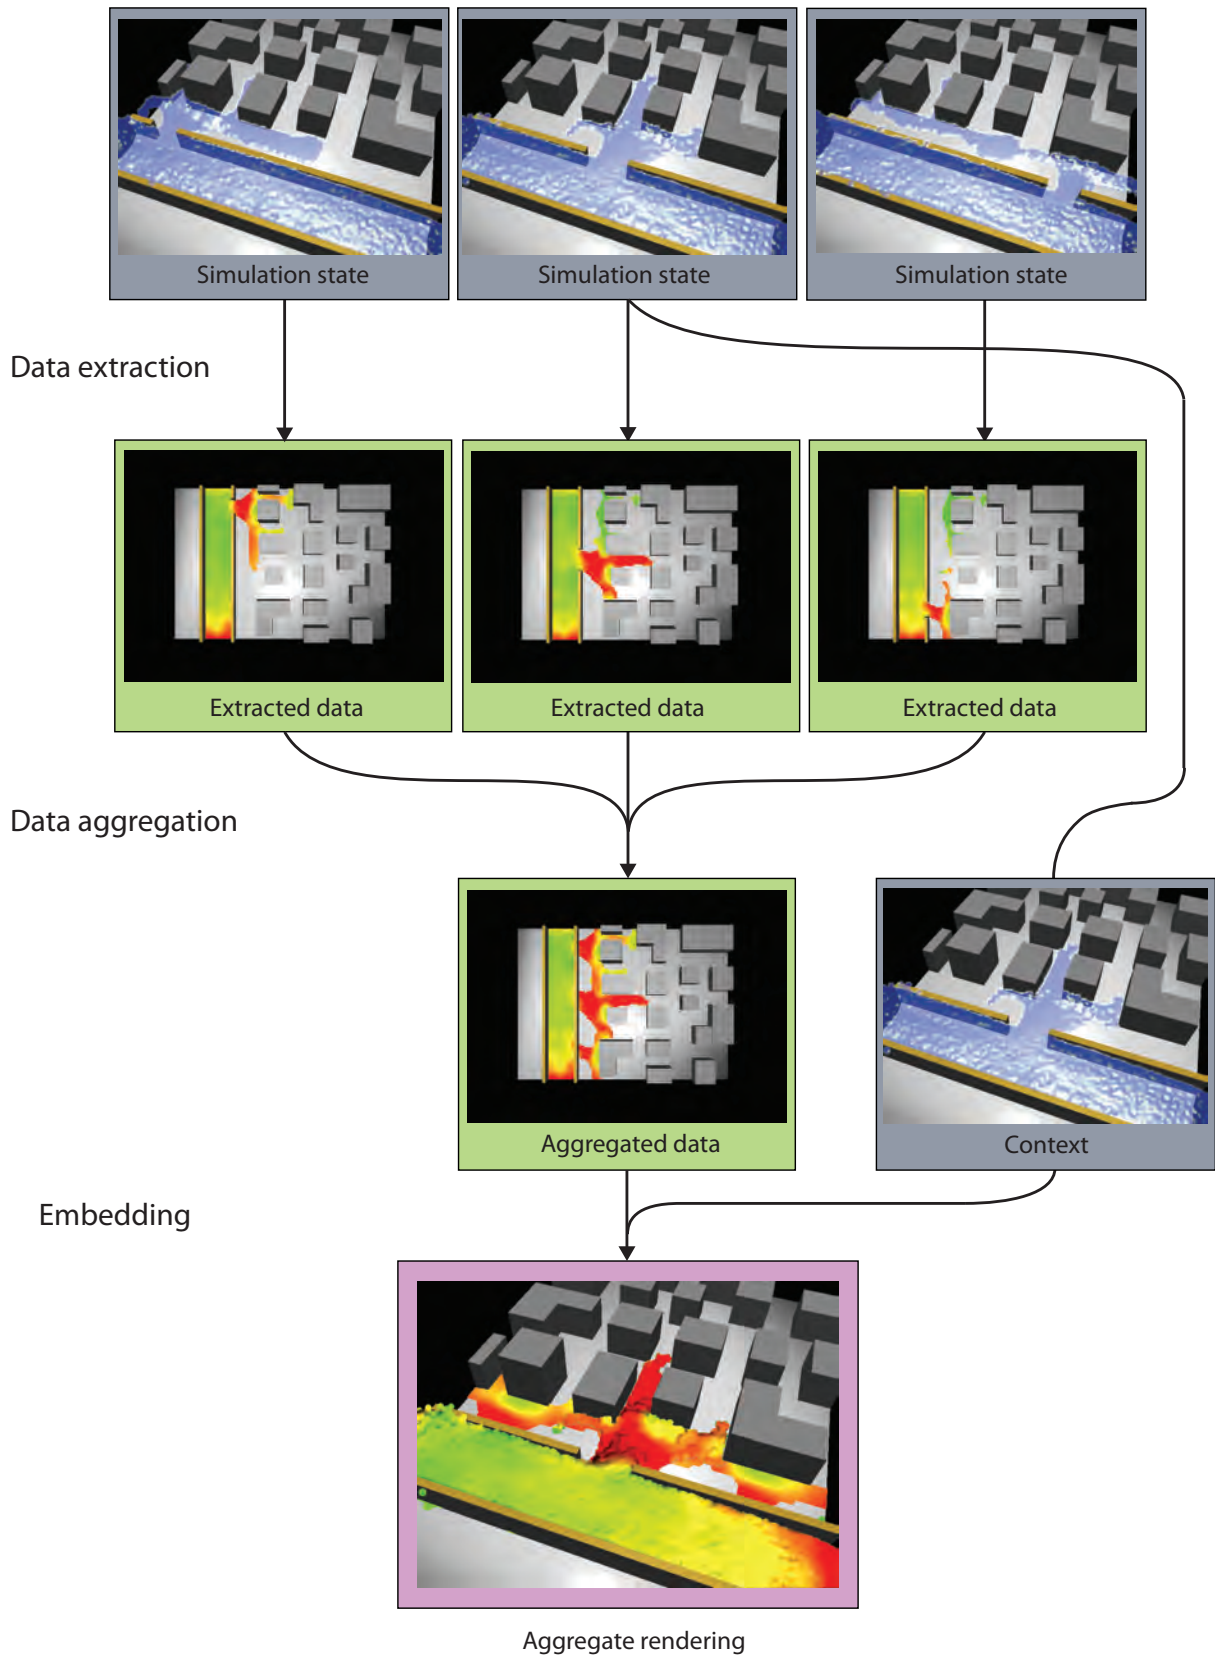 Simulation state
Simulation state
Simulation state
Data extraction
Extracted data
Extracted data
Extracted data
Data aggregation
Aggregated data
Context
Embedding
Aggregate rendering